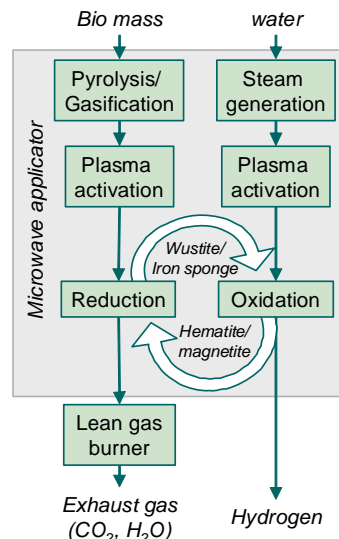 Bio mass
water
Pyrolysis/
Gasification
Steam
generation
Plasma
activation
Plasma
activation
Microwave applicator
Wustite/
Iron sponge
Reduction
Oxidation
Hematite/
magnetite
Lean gas
burner
Exhaust gas
(CO₂, H₂O)
Hydrogen